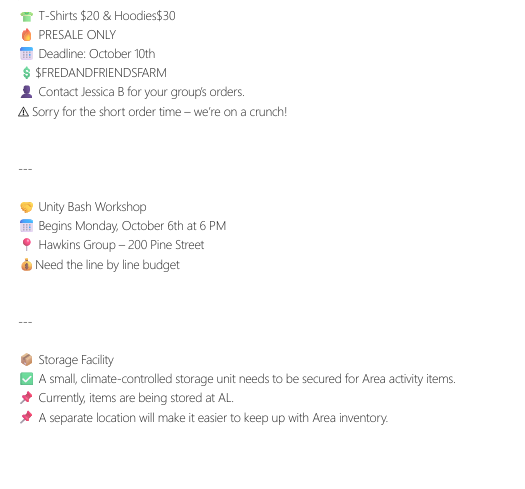 👕 T-Shirts $20 & Hoodies$30
🔥 PRESALE ONLY
🗓️ Deadline: October 10th
💲 $FREDANDFRIENDSFARM
👤 Contact Jessica B for your group's orders.
⚠️ Sorry for the short order time – we're on a crunch!
---
🤝 Unity Bash Workshop
🗓️ Begins Monday, October 6th at 6 PM
📍 Hawkins Group – 200 Pine Street
💰Need the line by line budget
---
📦 Storage Facility
✅ A small, climate-controlled storage unit needs to be secured for Area activity items.
📌 Currently, items are being stored at AL.
📌 A separate location will make it easier to keep up with Area inventory.